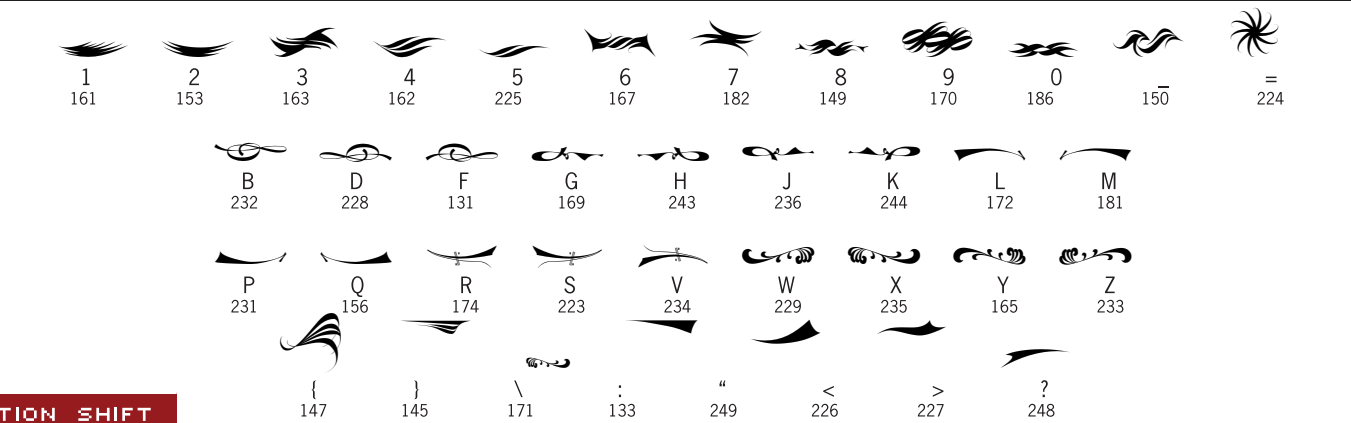 1 2 3 4 5 6 7 8 9 0 _ =
161 153 163 162 225 167 182 149 170 186 150 224
B D F G H J K L M
232 228 131 169 243 236 244 172 181
P Q R S V W X Y Z
231 156 174 223 234 229 235 165 233
{ } \ : “ < > ?
147 145 171 133 249 226 227 248
TION SHIFT